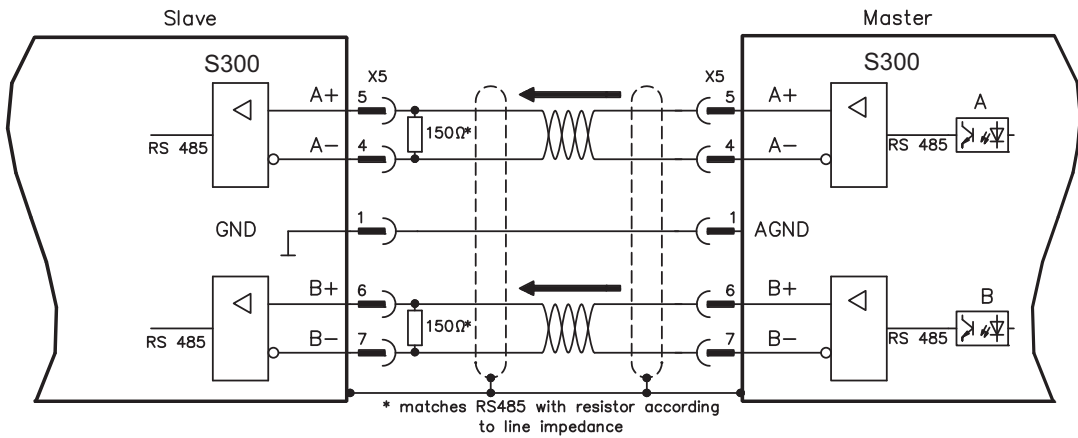 Slave Master
S300 X5 X5 S300
A+ 5 5 A+ A
150Ω*
RS 485 A- 4 4 A- RS 485
GND 1 1 AGND
B+ 6 6 B+ B
150Ω*
RS 485 B- 7 7 B- RS 485
* matches RS485 with resistor according
to line impedance